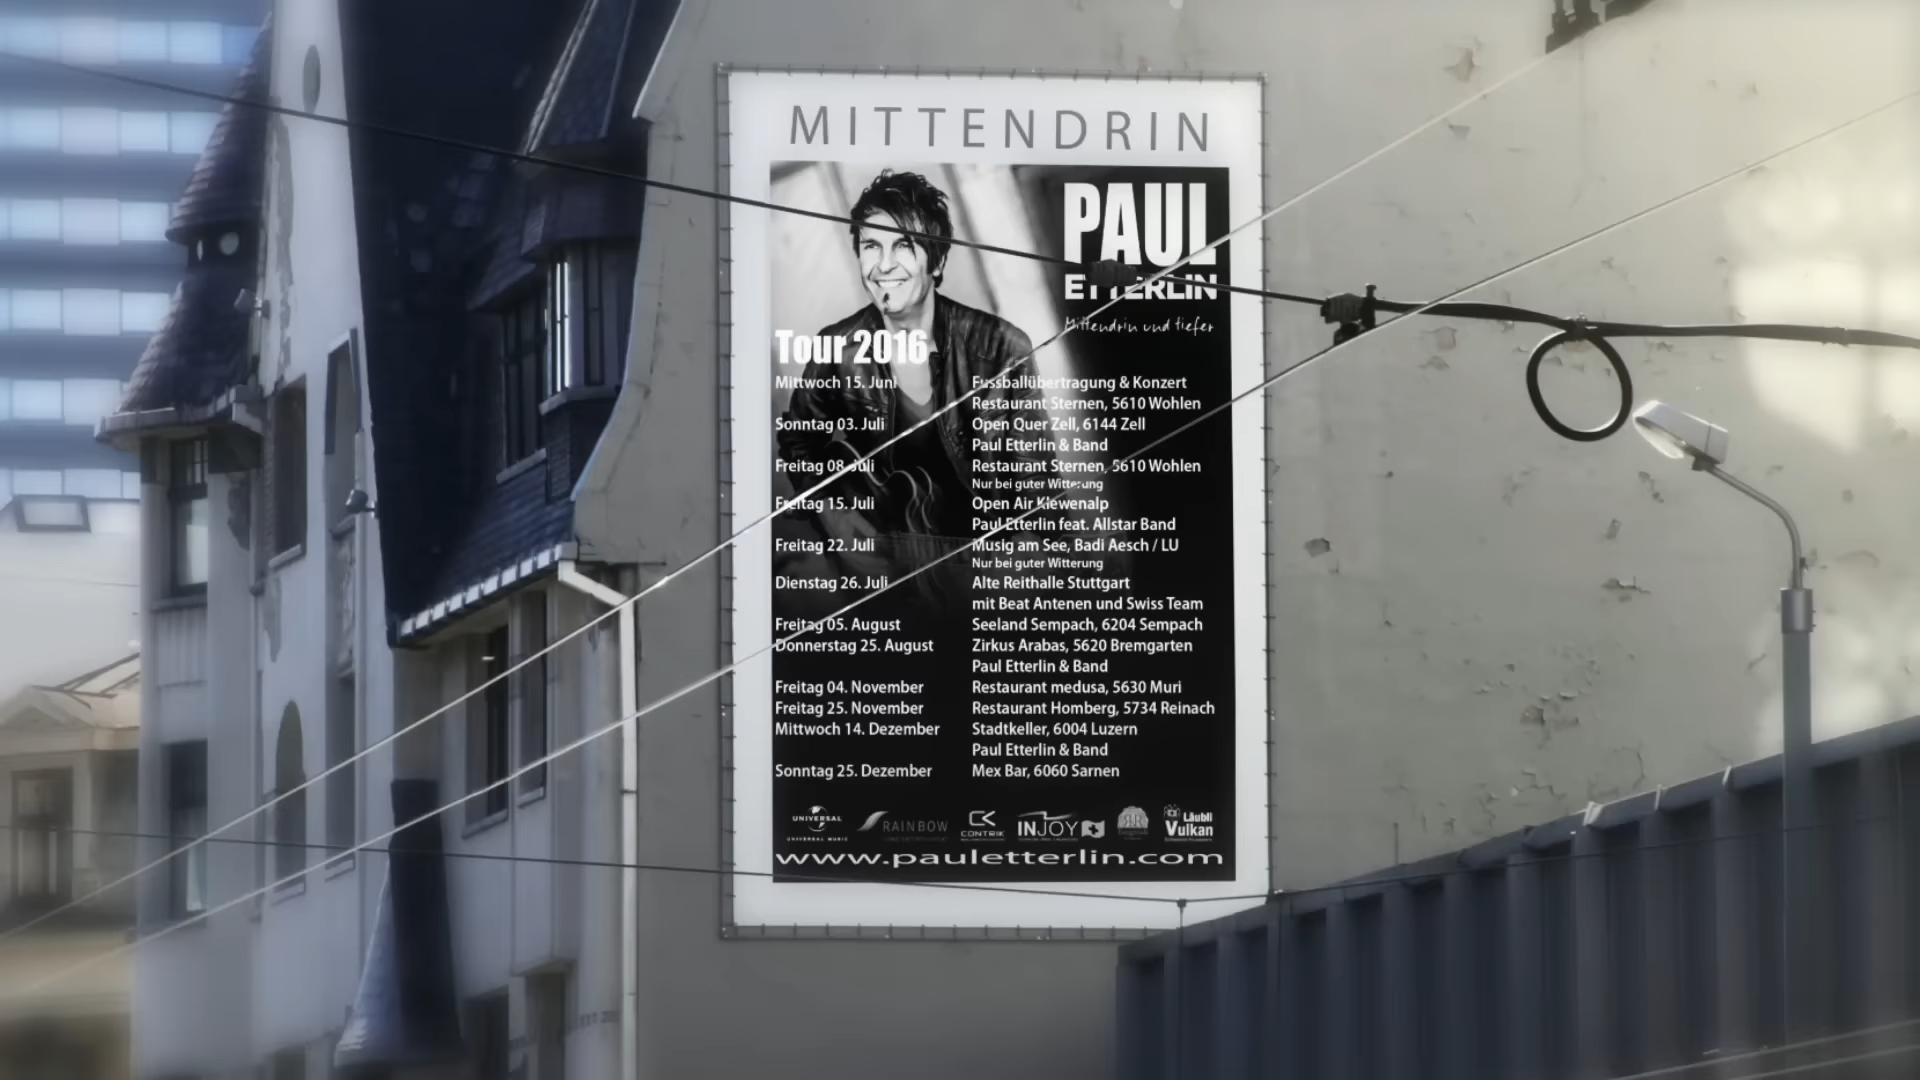 MITTENDRIN
PAUL
ETTERLIN
Mittendrin und tiefer
Tour 2016
Mittwoch 15. Juni Fussballübertragung & Konzert
Restaurant Sternen, 5610 Wohlen
Sonntag 03. Juli Open Quer Zell, 6144 Zell
Paul Etterlin & Band
Freitag 08. Juli Restaurant Sternen, 5610 Wohlen
Nur bei guter Witterung
Freitag 15. Juli Open Air Klewenalp
Paul Etterlin feat. Allstar Band
Freitag 22. Juli Musig am See, Badi Aesch / LU
Nur bei guter Witterung
Dienstag 26. Juli Alte Reithalle Stuttgart
mit Beat Antenen und Swiss Team
Freitag 05. August Seeland Sempach, 6204 Sempach
Donnerstag 25. August Zirkus Arabas, 5620 Bremgarten
Paul Etterlin & Band
Freitag 04. November Restaurant medusa, 5630 Muri
Freitag 25. November Restaurant Homberg, 5734 Reinach
Mittwoch 14. Dezember Stadtkeller, 6004 Luzern
Paul Etterlin & Band
Sonntag 25. Dezember Mex Bar, 6060 Sarnen
UNIVERSAL
UNIVERSAL MUSIC
RAINBOW
CK
CONTRIK
INJOY
Läubli
Vulkan
www.pauletterlin.com